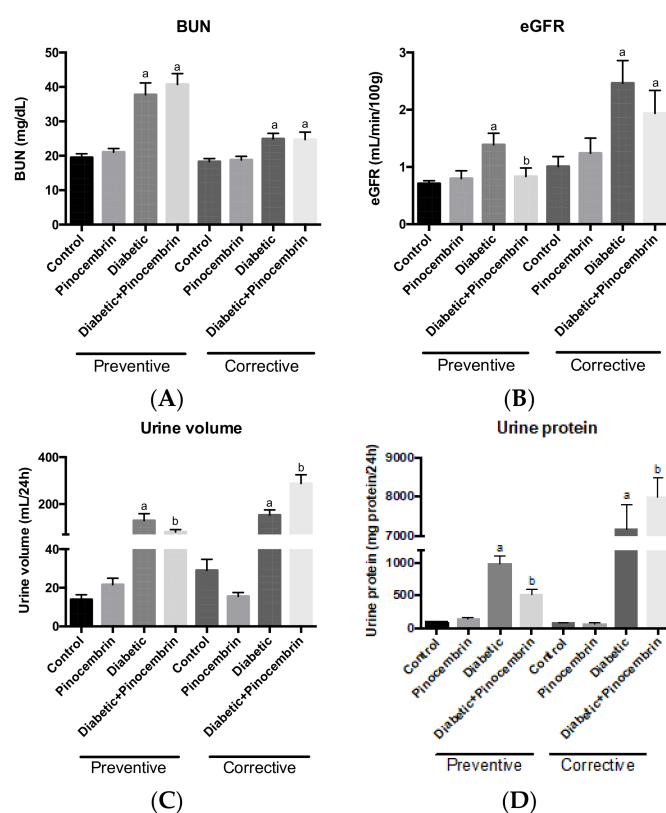 BUN
BUN (mg/dL)
50
40
30
20
10
0
a
a
a
a
Control
Pinocembrin
Diabetic
Diabetic+Pinocembrin
Control
Pinocembrin
Diabetic
Diabetic+Pinocembrin
Preventive
Corrective
(A)
eGFR
eGFR (mL/min/100g)
3
2
1
0
a
b
a
a
Control
Pinocembrin
Diabetic
Diabetic+Pinocembrin
Control
Pinocembrin
Diabetic
Diabetic+Pinocembrin
Preventive
Corrective
(B)
Urine volume
Urine volume (mL/24h)
400
200
40
20
0
a
b
a
b
Control
Pinocembrin
Diabetic
Diabetic+Pinocembrin
Control
Pinocembrin
Diabetic
Diabetic+Pinocembrin
Preventive
Corrective
(C)
Urine protein
Urine protein (mg protein/24h)
9000
8000
7000
1000
500
0
a
b
a
b
Control
Pinocembrin
Diabetic
Diabetic+Pinocembrin
Control
Pinocembrin
Diabetic
Diabetic+Pinocembrin
Preventive
Corrective
(D)